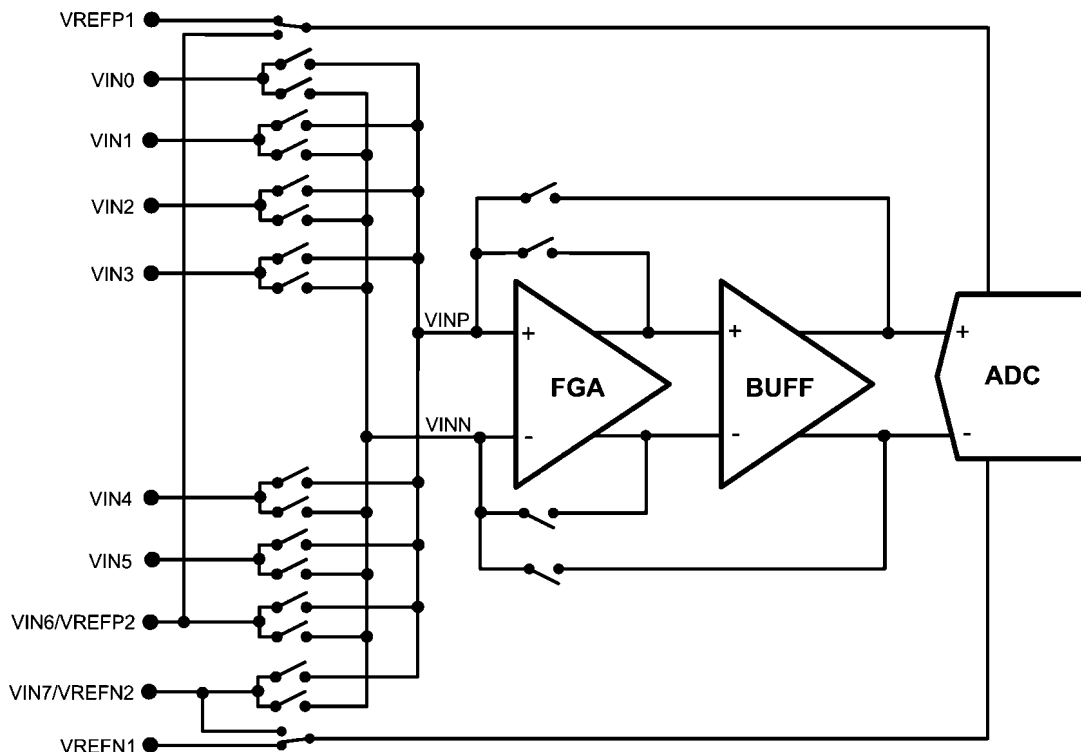 VREFP1
VIN0
VIN1
VIN2
VIN3
VINP
+
+
+
FGA
BUFF
ADC
VINN
-
-
-
VIN4
VIN5
VIN6/VREFP2
VIN7/VREFN2
VREFN1